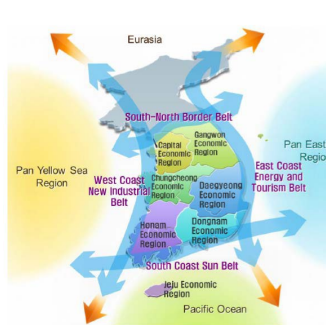 Eurasia
South-North Border Belt
Gangwon
Economic
Region
Capital
Economic
Region
Pan East
Regio
Pan Yellow Sea
Region
West Coast
New Industrial
Belt
Chungcheong
Economic
Region
Daegyeong
Economic
Region
East Coast
Energy and
Tourism Belt
Honam
Economic
Region
Dongnam
Economic
Region
South Coast Sun Belt
Jeju Economic
Region
Pacific Ocean